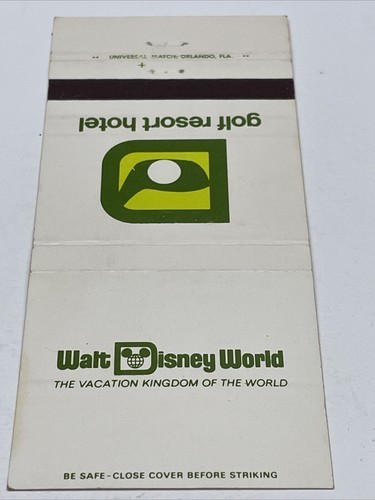 UNIVERSAL MATCH, ORLANDO, FLA.
golf resort hotel
Walt Disney World
THE VACATION KINGDOM OF THE WORLD
BE SAFE - CLOSE COVER BEFORE STRIKING